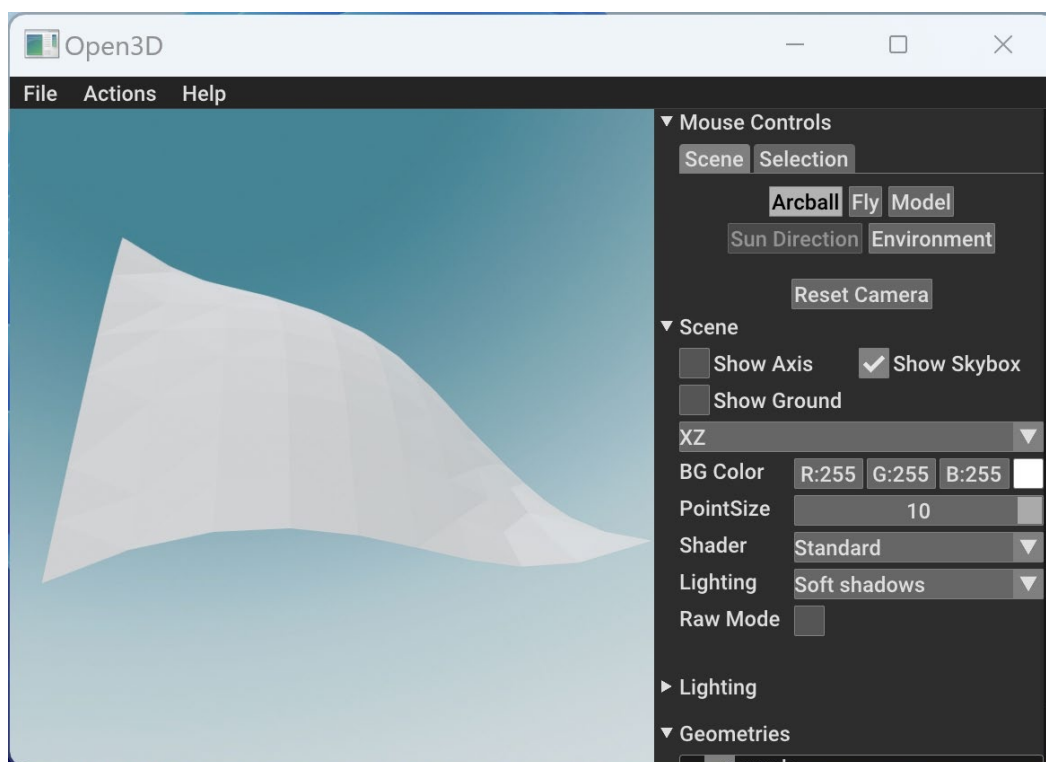 Open3D
File Actions Help
Mouse Controls
Scene Selection
Arcball Fly Model
Sun Direction Environment
Reset Camera
Scene
Show Axis Show Skybox
Show Ground
XZ
BG Color R:255 G:255 B:255
PointSize 10
Shader Standard
Lighting Soft shadows
Raw Mode
Lighting
Geometries